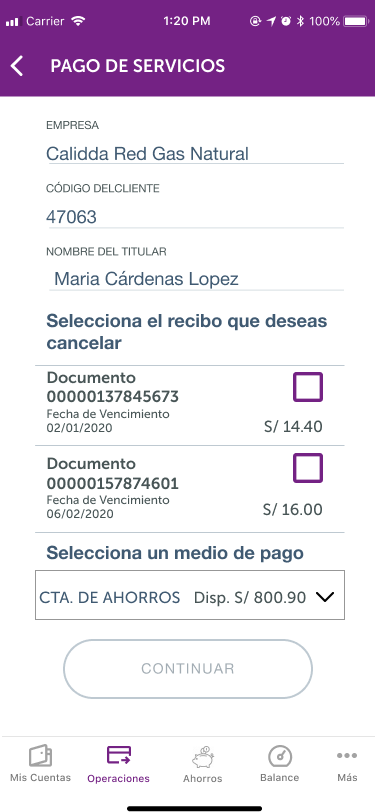 Carrier 1:20 PM 100%
PAGO DE SERVICIOS
EMPRESA
Calidda Red Gas Natural
CÓDIGO DELCLIENTE
47063
NOMBRE DEL TITULAR
Maria Cárdenas Lopez
Selecciona el recibo que deseas
cancelar
Documento
00000137845673
Fecha de Vencimiento
02/01/2020
S/ 14.40
Documento
00000157874601
Fecha de Vencimiento
06/02/2020
S/ 16.00
Selecciona un medio de pago
CTA. DE AHORROS Disp. S/ 800.90
CONTINUAR
Mis Cuentas Operaciones Ahorros Balance Más